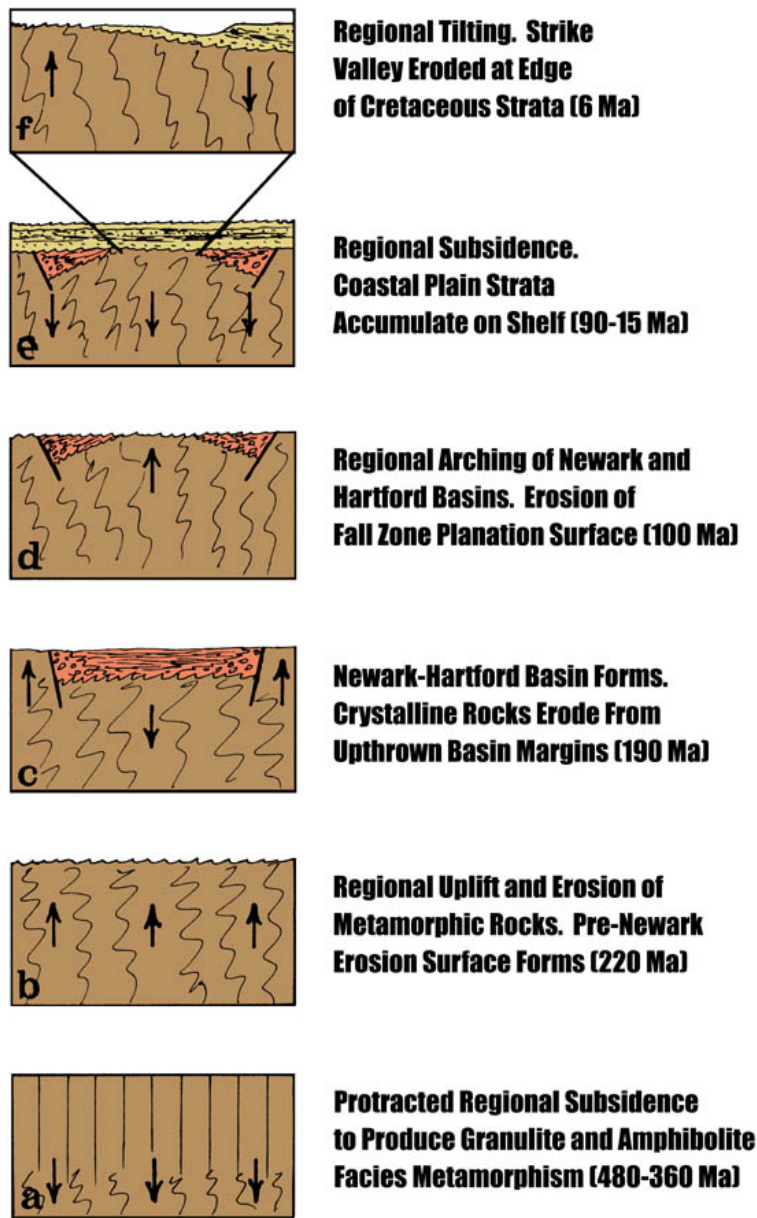 f
Regional Tilting. Strike
Valley Eroded at Edge
of Cretaceous Strata (6 Ma)
e
Regional Subsidence.
Coastal Plain Strata
Accumulate on Shelf (90-15 Ma)
d
Regional Arching of Newark and
Hartford Basins. Erosion of
Fall Zone Planation Surface (100 Ma)
c
Newark-Hartford Basin Forms.
Crystalline Rocks Erode From
Upthrown Basin Margins (190 Ma)
b
Regional Uplift and Erosion of
Metamorphic Rocks. Pre-Newark
Erosion Surface Forms (220 Ma)
a
Protracted Regional Subsidence
to Produce Granulite and Amphibolite
Facies Metamorphism (480-360 Ma)